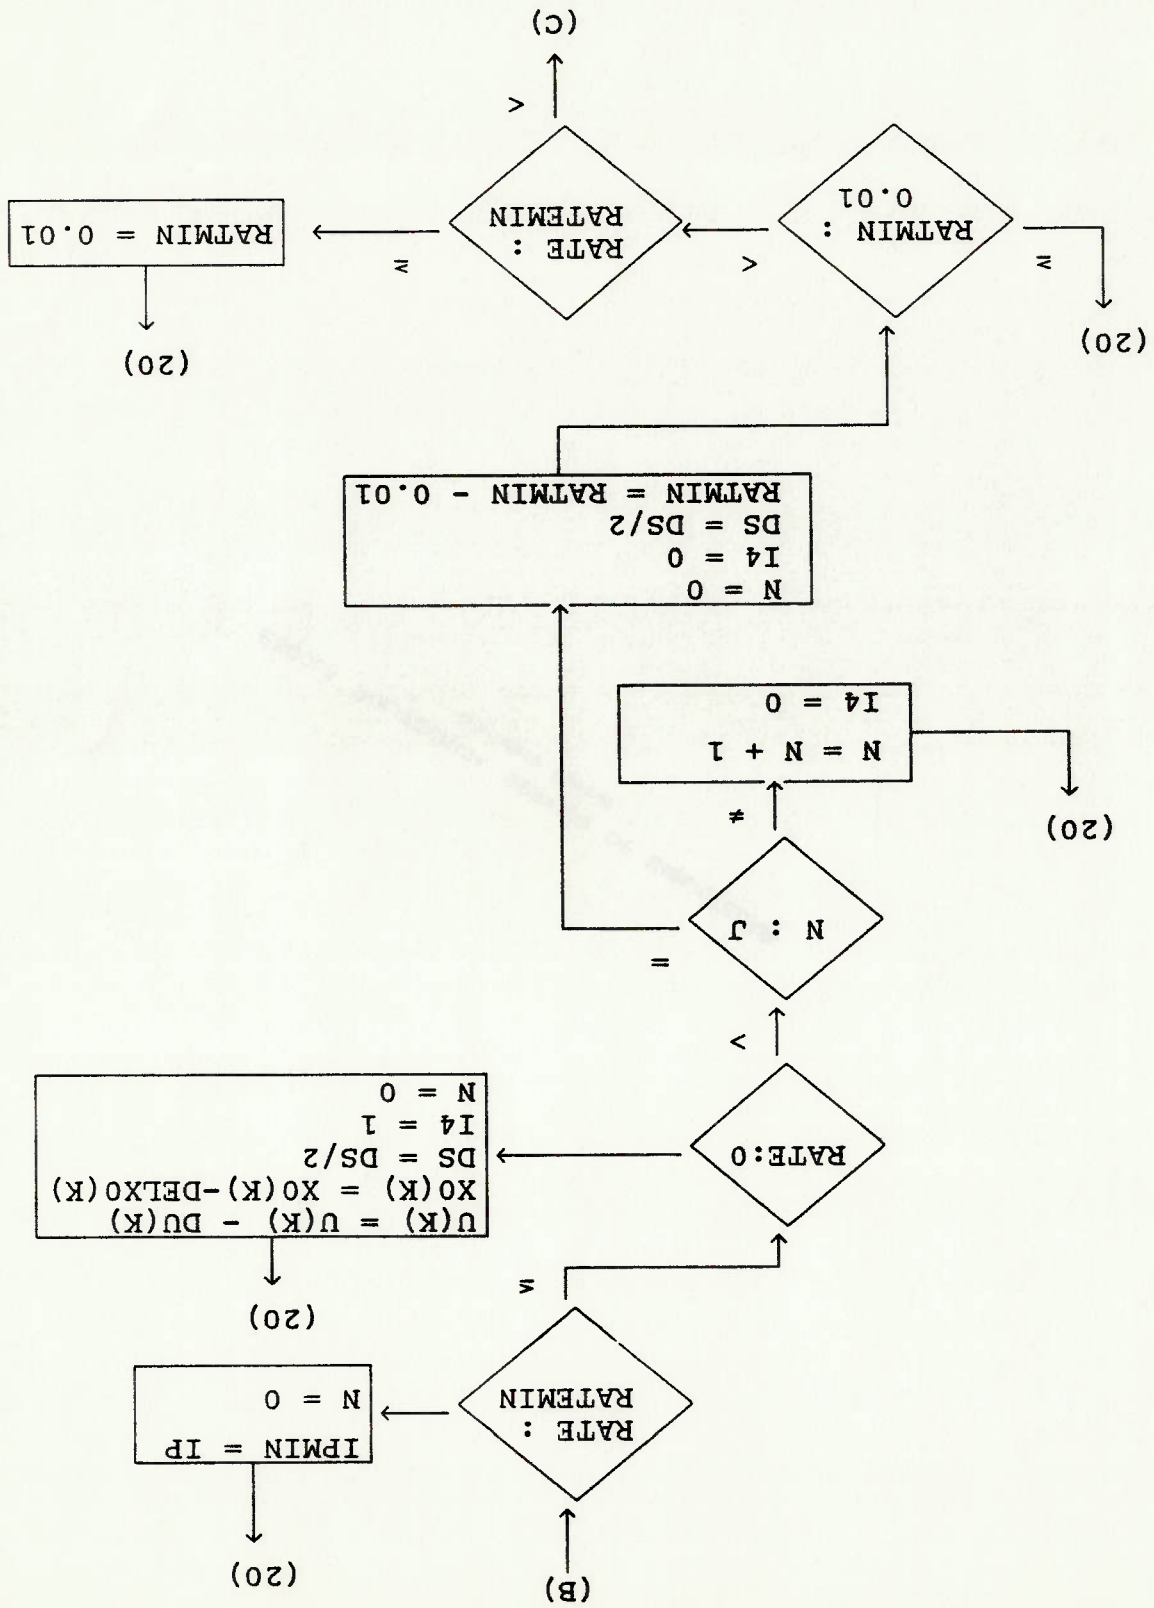 (B)
(20)
RATE :
RATEMIN
IPMIN = IP
N = 0
≤
(20)
RATE:0
U(K) = U(K) - DU(K)
XO(K) = XO(K)-DELXO(K)
DS = DS/2
I4 = 1
N = 0
>
=
N : J
(20)
≠
N = N + 1
I4 = 0
N = 0
I4 = 0
DS = DS/2
RATMIN = RATMIN - 0.01
(20)
(20)
≥
RATMIN :
0.01
<
RATE :
RATEMIN
≥
RATMIN = 0.01
<
(C)